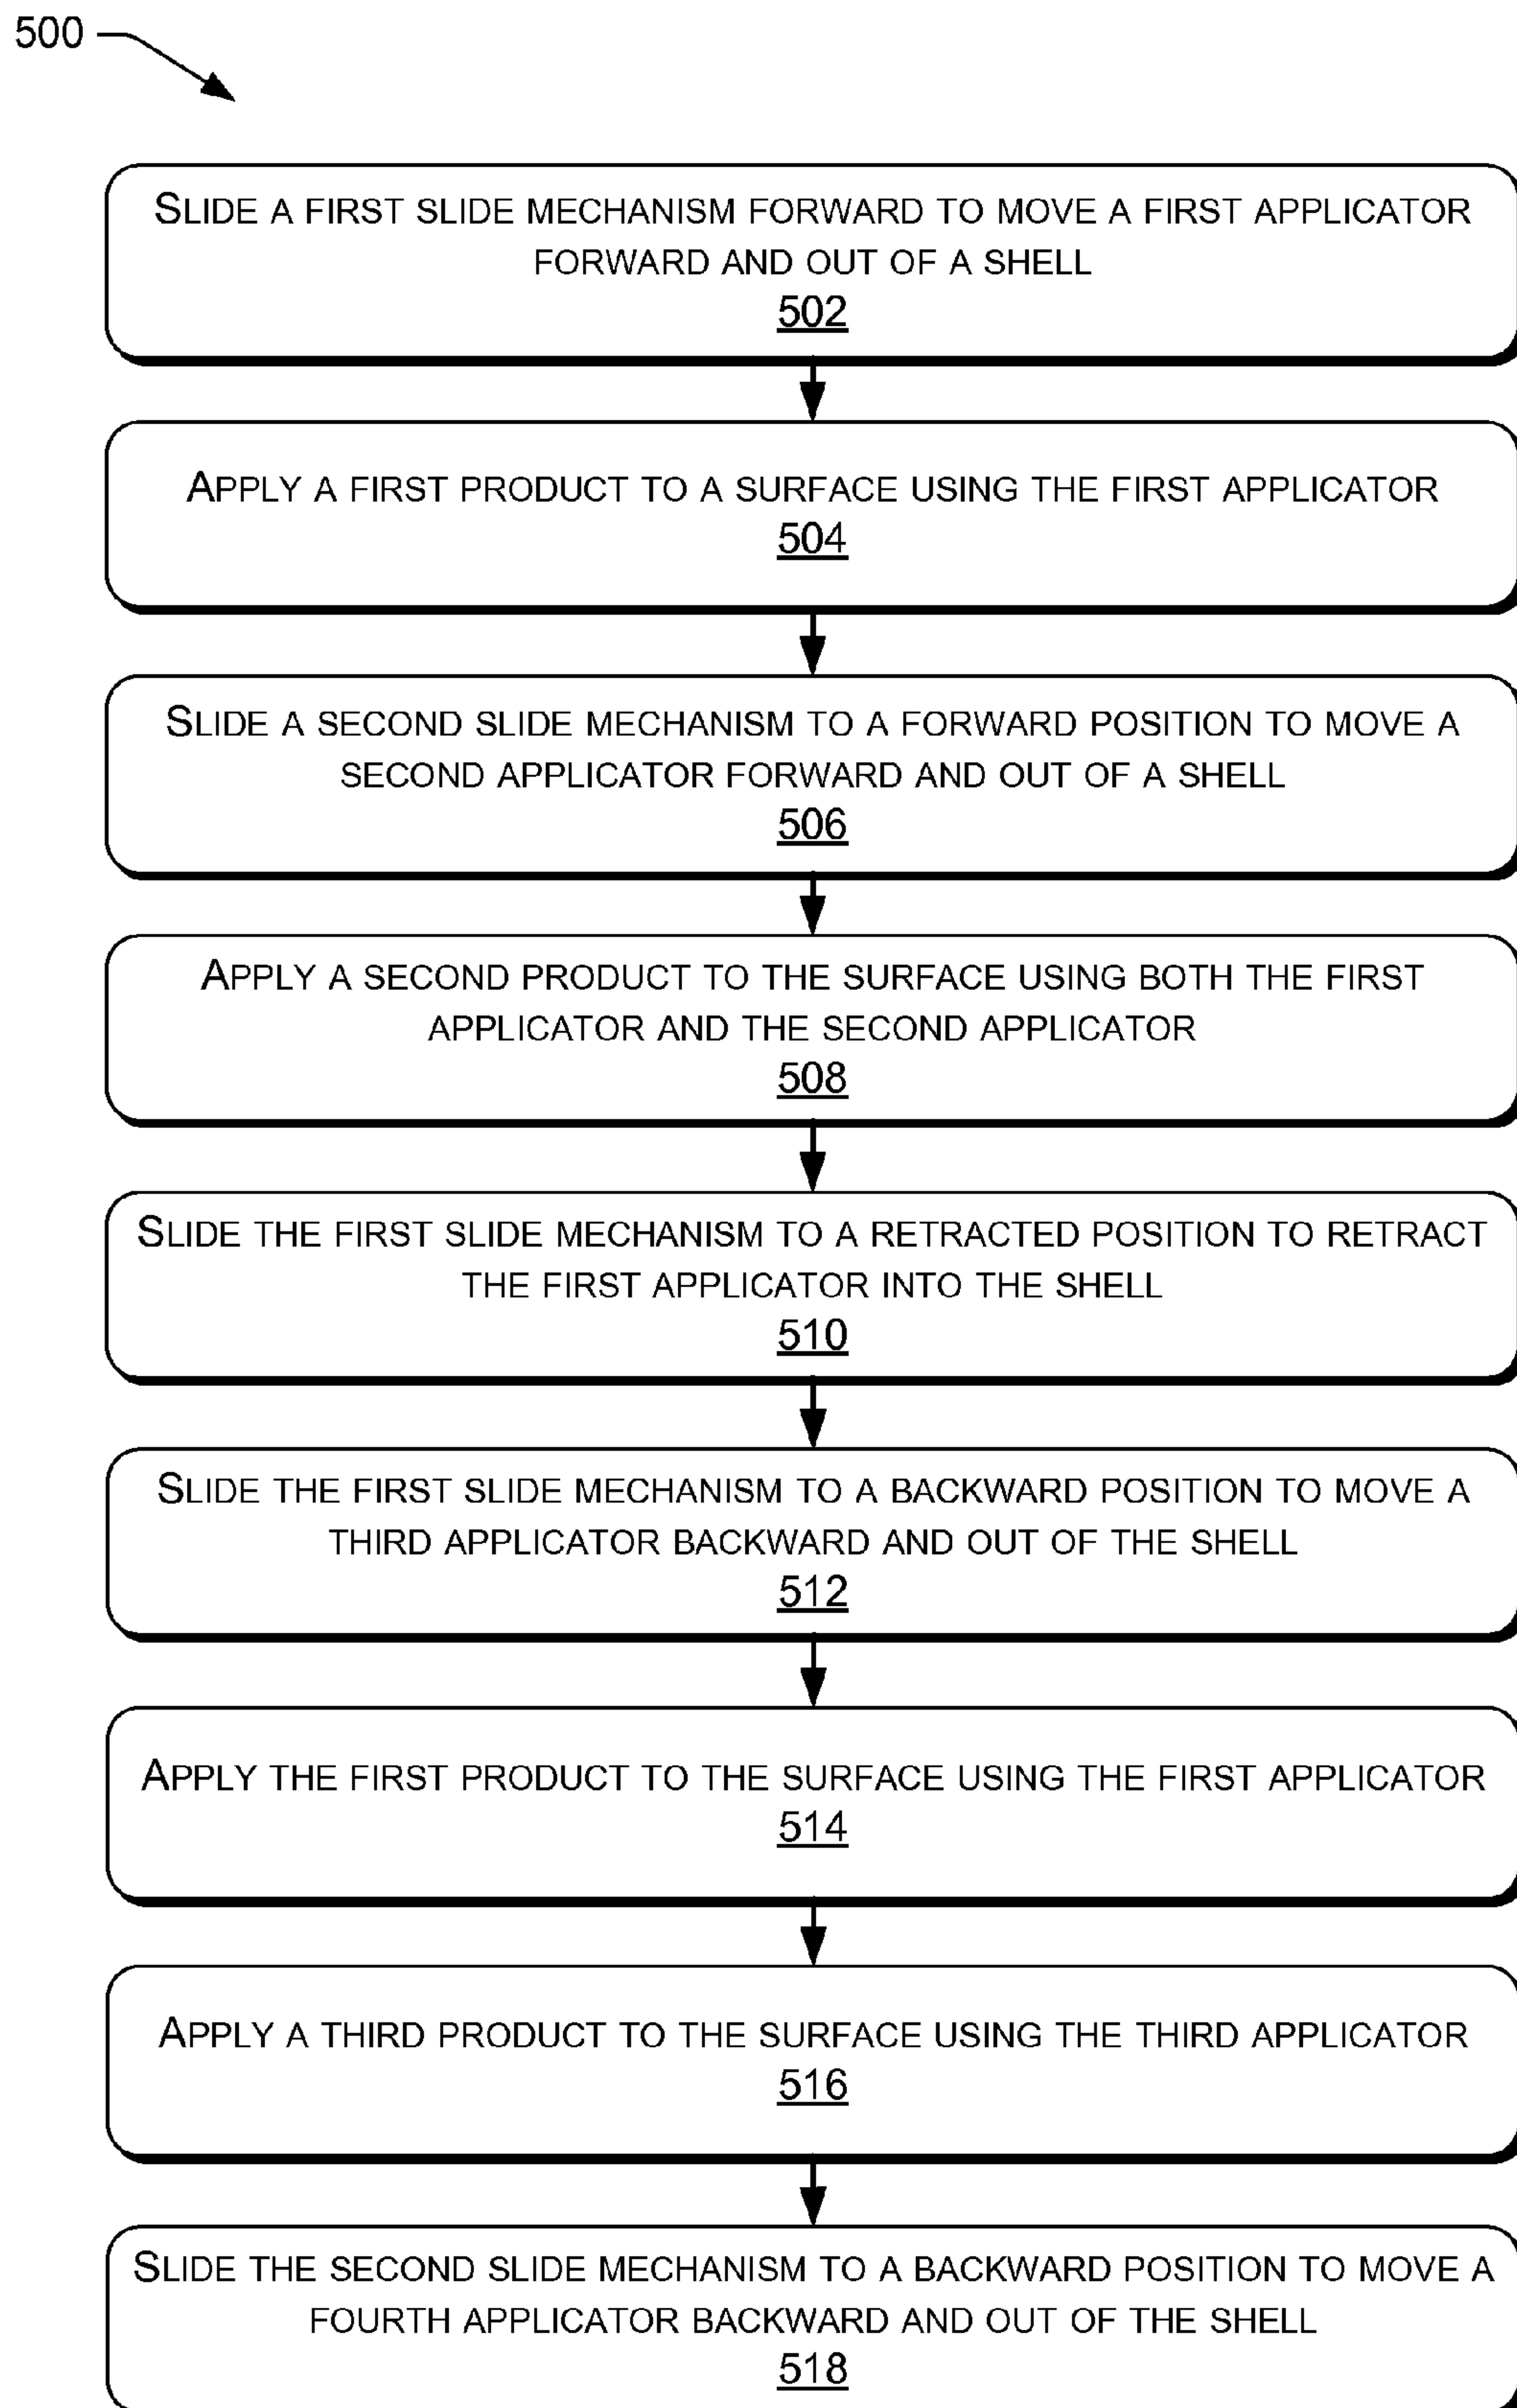 500
SLIDE A FIRST SLIDE MECHANISM FORWARD TO MOVE A FIRST APPLICATOR
FORWARD AND OUT OF A SHELL
502
APPLY A FIRST PRODUCT TO A SURFACE USING THE FIRST APPLICATOR
504
SLIDE A SECOND SLIDE MECHANISM TO A FORWARD POSITION TO MOVE A
SECOND APPLICATOR FORWARD AND OUT OF A SHELL
506
APPLY A SECOND PRODUCT TO THE SURFACE USING BOTH THE FIRST
APPLICATOR AND THE SECOND APPLICATOR
508
SLIDE THE FIRST SLIDE MECHANISM TO A RETRACTED POSITION TO RETRACT
THE FIRST APPLICATOR INTO THE SHELL
510
SLIDE THE FIRST SLIDE MECHANISM TO A BACKWARD POSITION TO MOVE A
THIRD APPLICATOR BACKWARD AND OUT OF THE SHELL
512
APPLY THE FIRST PRODUCT TO THE SURFACE USING THE FIRST APPLICATOR
514
APPLY A THIRD PRODUCT TO THE SURFACE USING THE THIRD APPLICATOR
516
SLIDE THE SECOND SLIDE MECHANISM TO A BACKWARD POSITION TO MOVE A
FOURTH APPLICATOR BACKWARD AND OUT OF THE SHELL
518